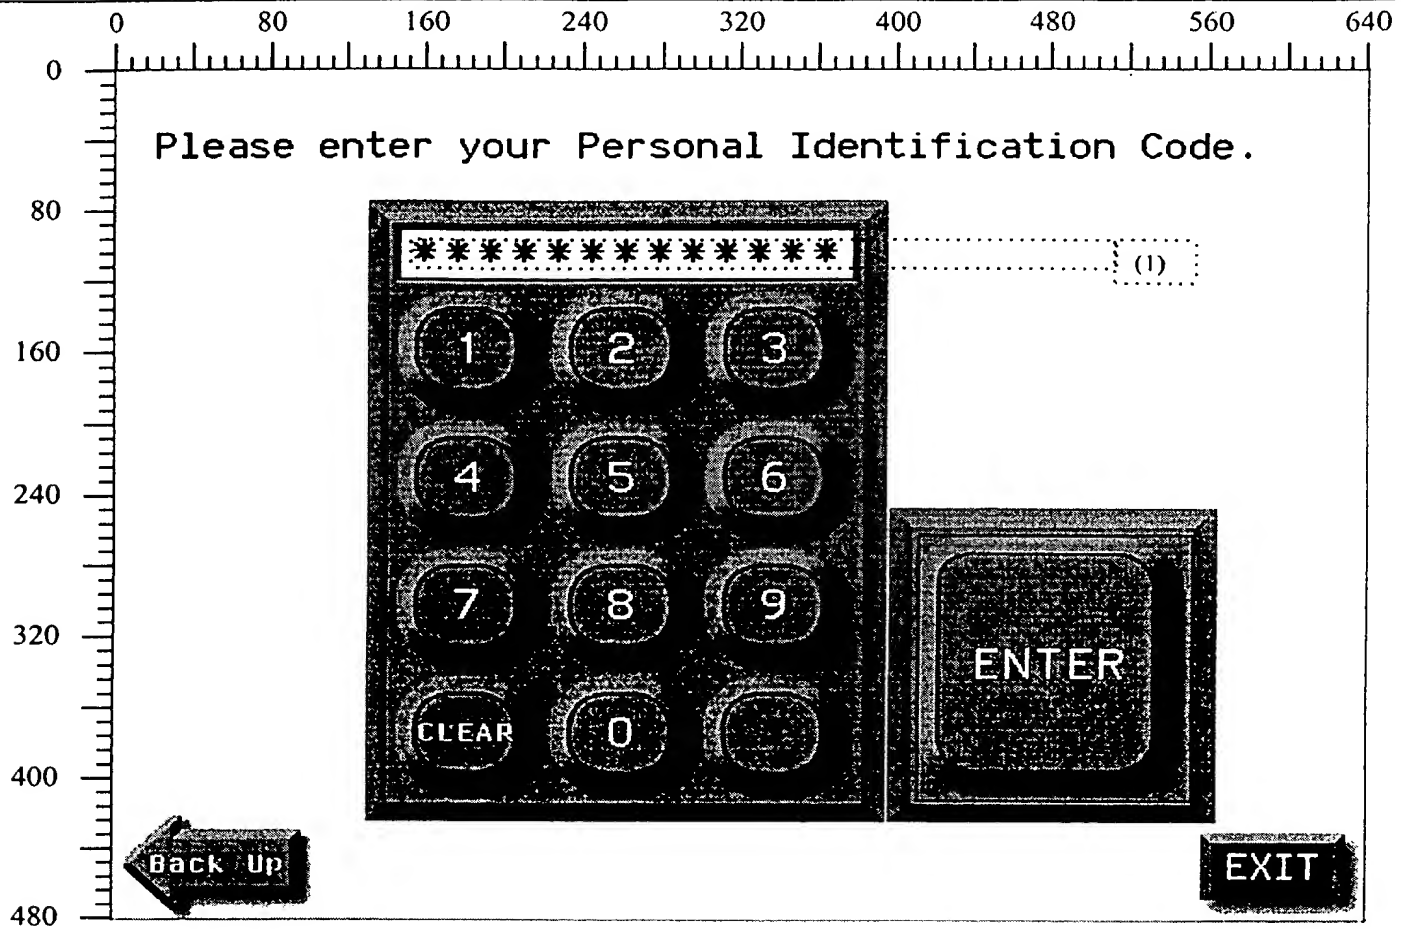 0 80 160 240 320 400 480 560 640
0
Please enter your Personal Identification Code.
80
* * * * * * * * * * * * *
(1)
1 2 3
160
4 5 6
240
7 8 9
320
ENTER
CLEAR 0
400
Back Up
EXIT
480